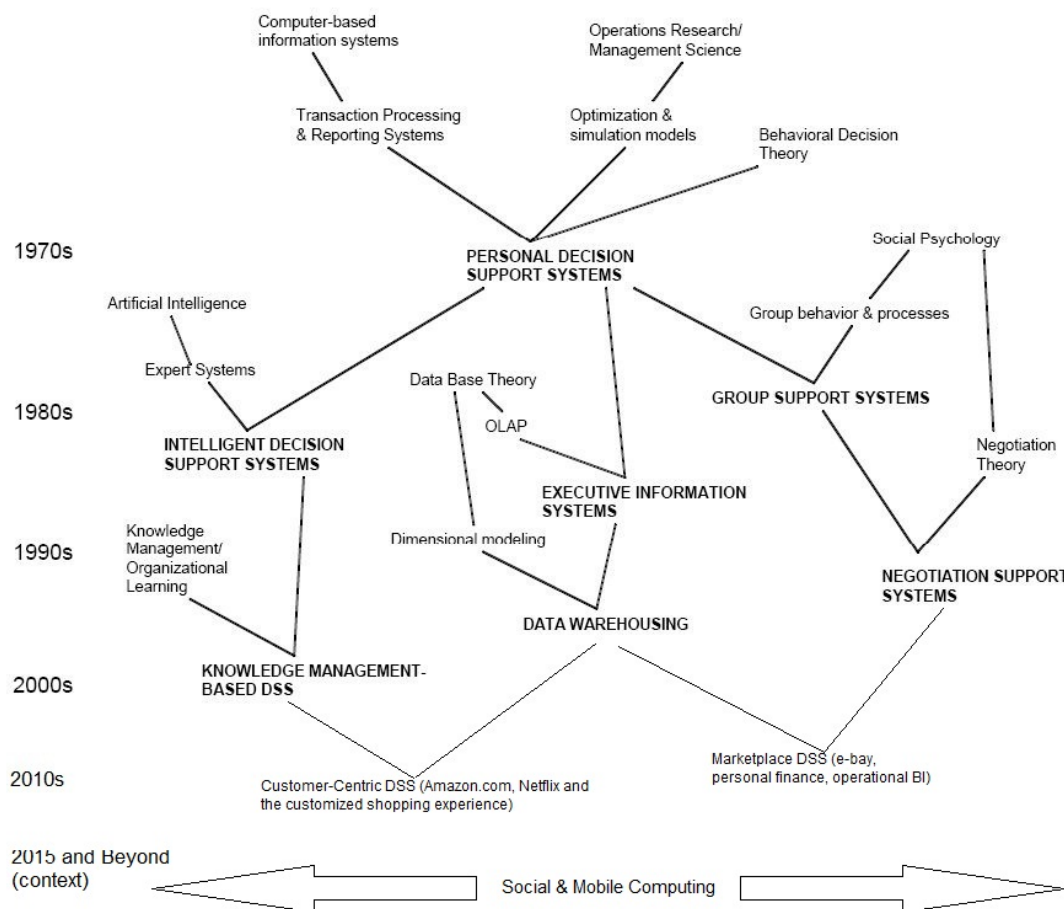 Computer-based
information systems
Operations Research/
Management Science
Transaction Processing
& Reporting Systems
Optimization &
simulation models
Behavioral Decision
Theory
1970s
PERSONAL DECISION
SUPPORT SYSTEMS
Social Psychology
Artificial Intelligence
Group behavior & processes
Expert Systems
Data Base Theory
GROUP SUPPORT SYSTEMS
1980s
OLAP
INTELLIGENT DECISION
SUPPORT SYSTEMS
Negotiation
Theory
EXECUTIVE INFORMATION
SYSTEMS
Knowledge
Management/
Organizational
Learning
Dimensional modeling
1990s
NEGOTIATION SUPPORT
SYSTEMS
DATA WAREHOUSING
KNOWLEDGE MANAGEMENT-
BASED DSS
2000s
Marketplace DSS (e-bay,
personal finance, operational BI)
2010s
Customer-Centric DSS (Amazon.com, Netflix and
the customized shopping experience)
2015 and Beyond
(context)
Social & Mobile Computing